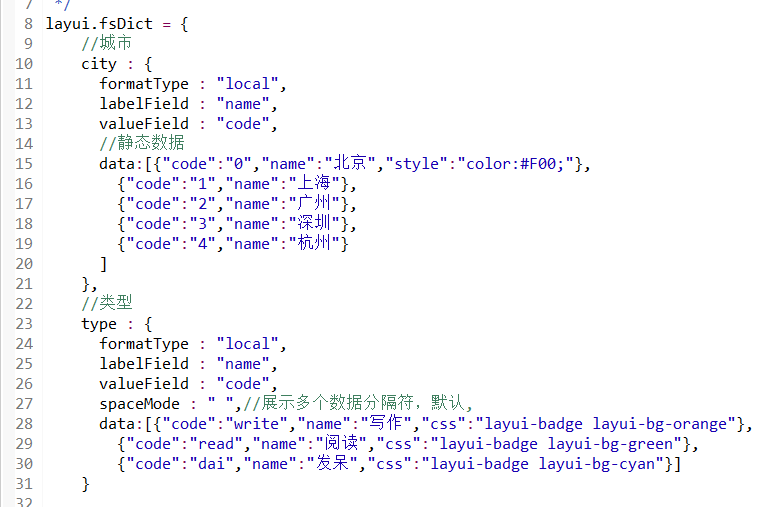 7 */
8 layui.fsDict = {
9 //城市
10 city : {
11 formatType : "local",
12 labelField : "name",
13 valueField : "code",
14 //静态数据
15 data:[{"code":"0","name":"北京","style":"color:#F00;"},
16 {"code":"1","name":"上海"},
17 {"code":"2","name":"广州"},
18 {"code":"3","name":"深圳"},
19 {"code":"4","name":"杭州"}
20 ]
21 },
22 //类型
23 type : {
24 formatType : "local",
25 labelField : "name",
26 valueField : "code",
27 spaceMode : " ",//展示多个数据分隔符，默认,
28 data:[{"code":"write","name":"写作","css":"layui-badge layui-bg-orange"},
29 {"code":"read","name":"阅读","css":"layui-badge layui-bg-green"},
30 {"code":"dai","name":"发呆","css":"layui-badge layui-bg-cyan"}]
31 }
32